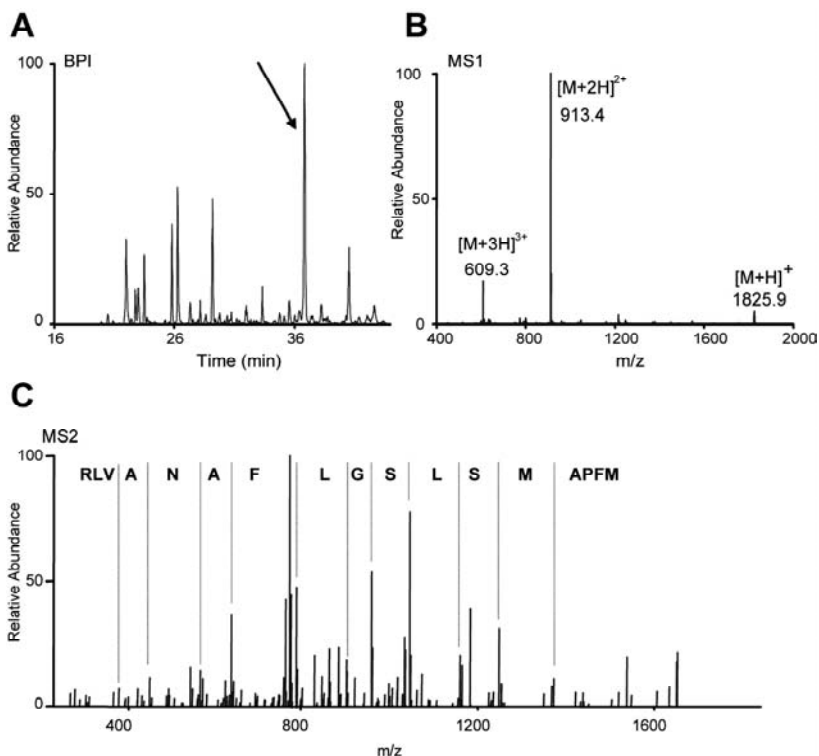 A
BPI
Relative Abundance
100
50
0
16
26
36
Time (min)
B
MS1
Relative Abundance
100
50
0
[M+2H]2+
913.4
[M+3H]3+
609.3
[M+H]+
1825.9
400
800
1200
1600
2000
m/z
C
MS2
Relative Abundance
100
50
0
RLV A N A F L G S L S M APFM
400
800
1200
1600
m/z